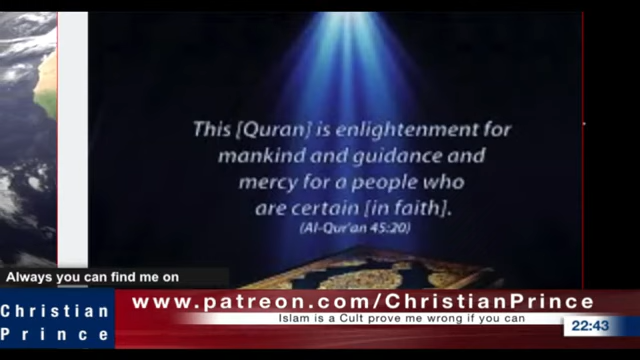 This [Quran] is enlightenment for
mankind and guidance and
mercy for a people who
are certain [in faith].
(Al-Qur'an 45:20)
Always you can find me on
www.patreon.com/ChristianPrince
Islam is a Cult prove me wrong if you can
Christian
Prince
22:43